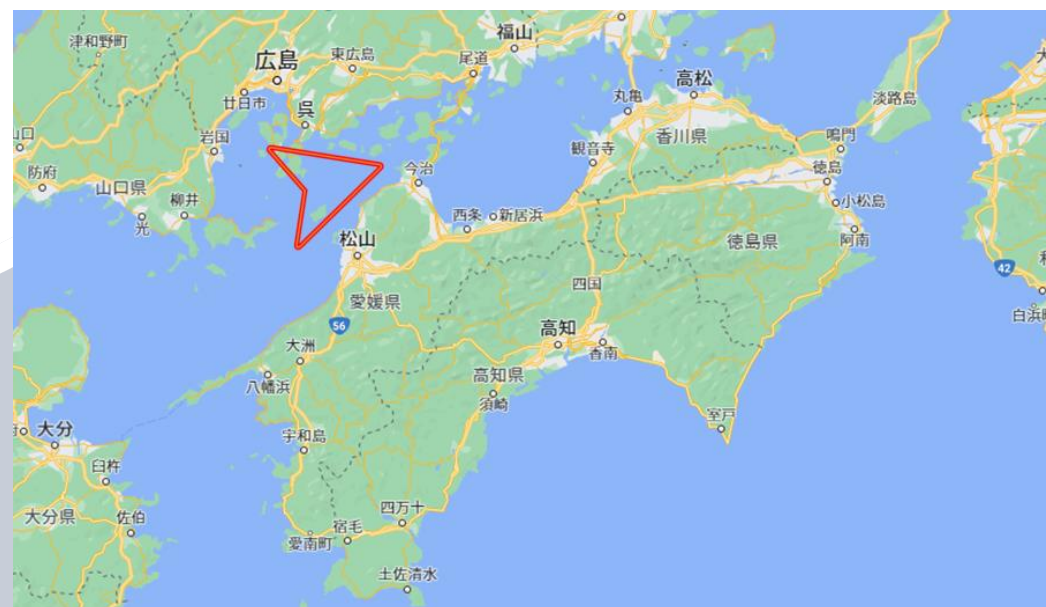 福山
津和野町
広島
東広島
尾道
高松
廿日市
丸亀
淡路島
呉
岩国
香川県
鳴門
観音寺
防府
今治
徳島
山口県
柳井
小松島
光
西条
新居浜
松山
徳島県
阿南
42
四国
愛媛県
白浜町
56
高知
大洲
香南
八幡浜
高知県
須崎
室戸
大分
宇和島
臼杵
四万十
大分県
佐伯
宿毛
愛南町
土佐清水